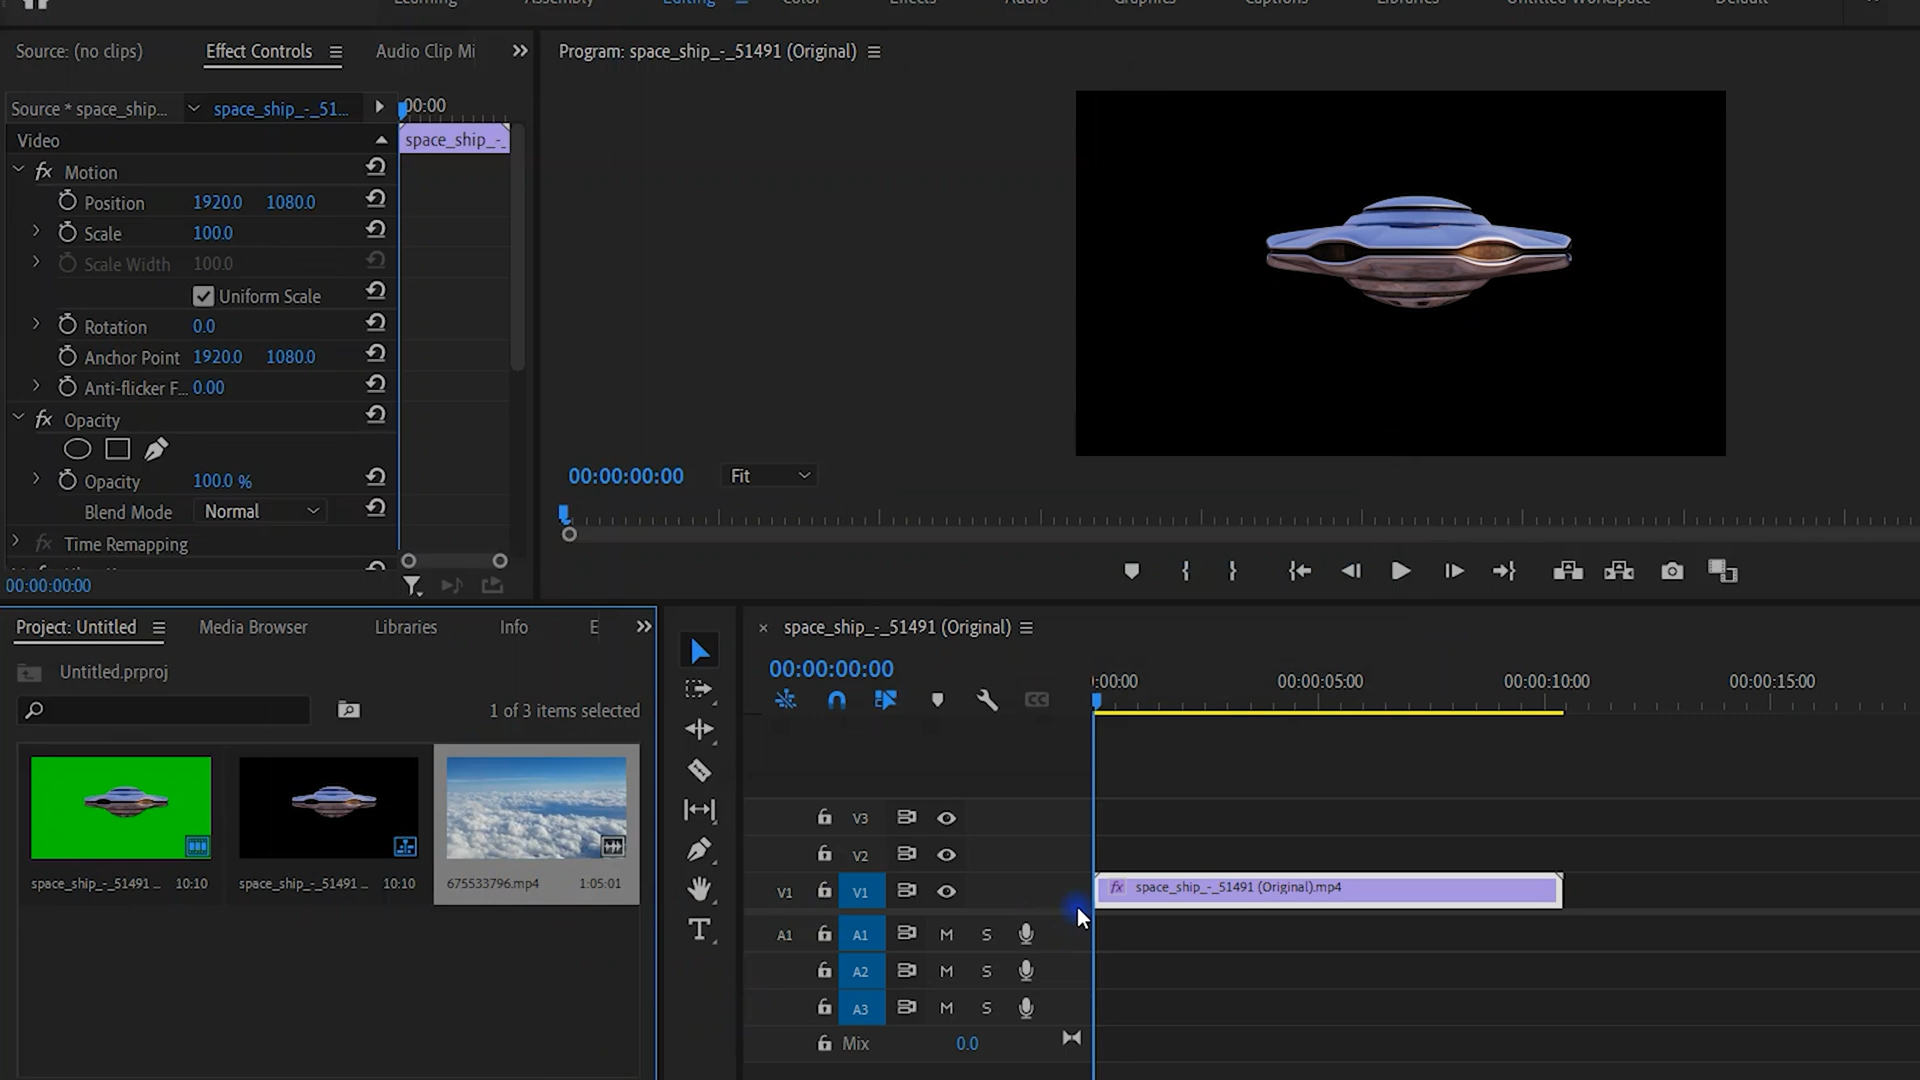 Learning Assembly Editing Color Effects Audio Graphics Captions Libraries Untitled Workspace Default
Source: (no clips) Effect Controls Audio Clip Mi
Program: space_ship_-_51491 (Original)
Source * space_ship... space_ship_-_51... :00:00
Video space_ship_-_
fx Motion
Position 1920.0 1080.0
Scale 100.0
Scale Width 100.0
Uniform Scale
Rotation 0.0
Anchor Point 1920.0 1080.0
Anti-flicker F... 0.00
fx Opacity
Opacity 100.0 %
Blend Mode Normal
fx Time Remapping
00:00:00:00
00:00:00:00 Fit
Project: Untitled Media Browser Libraries Info E
Untitled.prproj
1 of 3 items selected
space_ship_-_51491 ... 10:10
space_ship_-_51491 ... 10:10
675533796.mp4 1:05:01
T
space_ship_-_51491 (Original)
00:00:00:00
CC
:00:00 00:00:05:00 00:00:10:00 00:00:15:00
V3
V2
V1 V1 fx space_ship_-_51491 (Original).mp4
A1 A1 M S
A2 M S
A3 M S
Mix 0.0